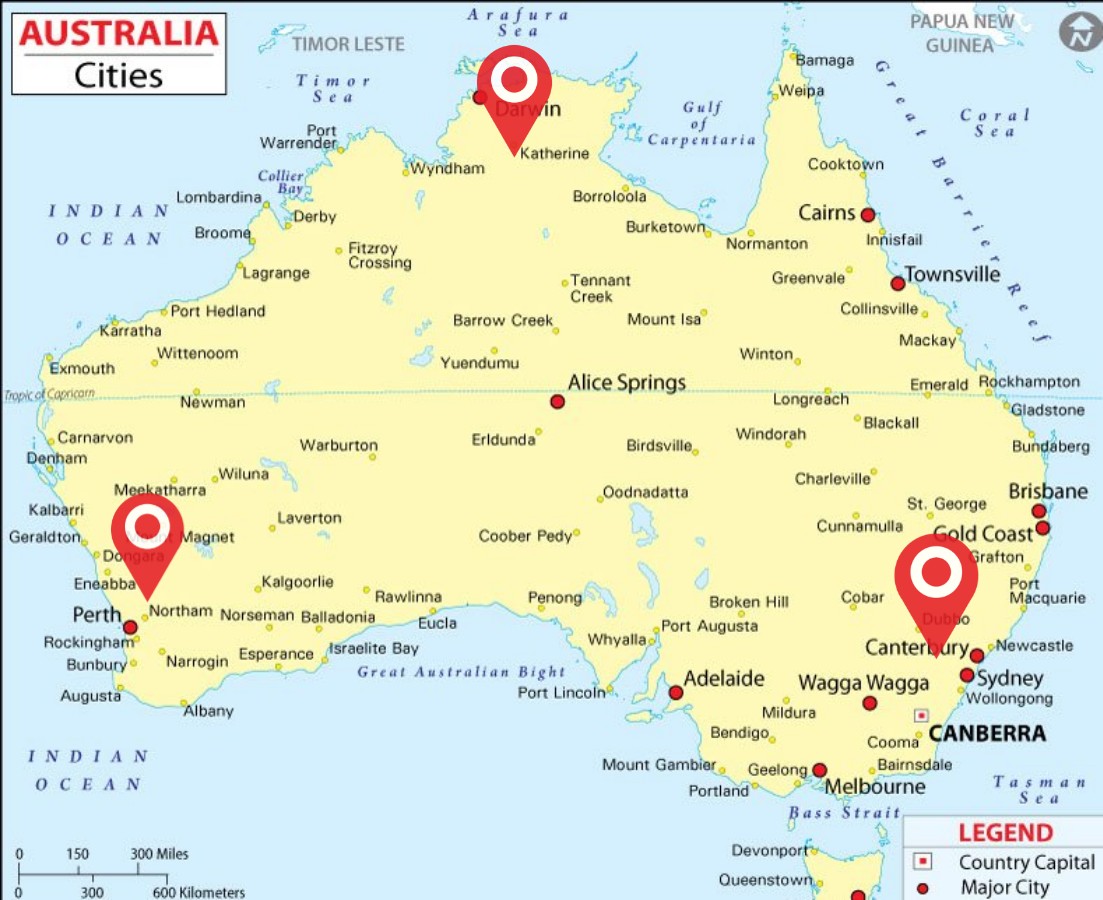 AUSTRALIA
Cities
Arafura
Sea
TIMOR LESTE
PAPUA NEW
GUINEA
N
Timor
Sea
Bamaga
Weipa
Great Barrier Reef
Gulf
of
Carpentaria
Coral
Sea
Darwin
Katherine
Port
Warrender
Wyndham
Cooktown
Collier
Bay
Lombardina
Derby
Borroloola
INDIAN
OCEAN
Cairns
Broome
Burketown
Normanton
Innisfail
Fitzroy
Crossing
Lagrange
Tennant
Creek
Greenvale
Townsville
Port Hedland
Karratha
Barrow Creek
Mount Isa
Collinsville
Mackay
Wittenoom
Exmouth
Yuendumu
Winton
Tropic of Capricorn
Newman
Alice Springs
Longreach
Emerald
Rockhampton
Gladstone
Carnarvon
Denham
Warburton
Erldunda
Birdsville
Windorah
Blackall
Bundaberg
Meekatharra
Wiluna
Oodnadatta
Charleville
Brisbane
Kalbarri
Geraldton
Mount Magnet
Laverton
Coober Pedy
Cunnamulla
St. George
Gold Coast
Dongara
Grafton
Eneabba
Kalgoorlie
Rawlinna
Penong
Broken Hill
Cobar
Port
Macquarie
Perth
Northam
Norseman
Balladonia
Eucla
Port Augusta
Dubbo
Rockingham
Whyalla
Canterbury
Newcastle
Bunbury
Narrogin
Esperance
Israelite Bay
Great Australian Bight
Port Lincoln
Adelaide
Wagga Wagga
Sydney
Wollongong
Augusta
Albany
Mildura
CANBERRA
Bendigo
Cooma
INDIAN
OCEAN
Mount Gambier
Geelong
Bairnsdale
Portland
Melbourne
Tasman
Sea
Bass Strait
Devonport
Queenstown
0 150 300 Miles
0 300 600 Kilometers
LEGEND
Country Capital
Major City